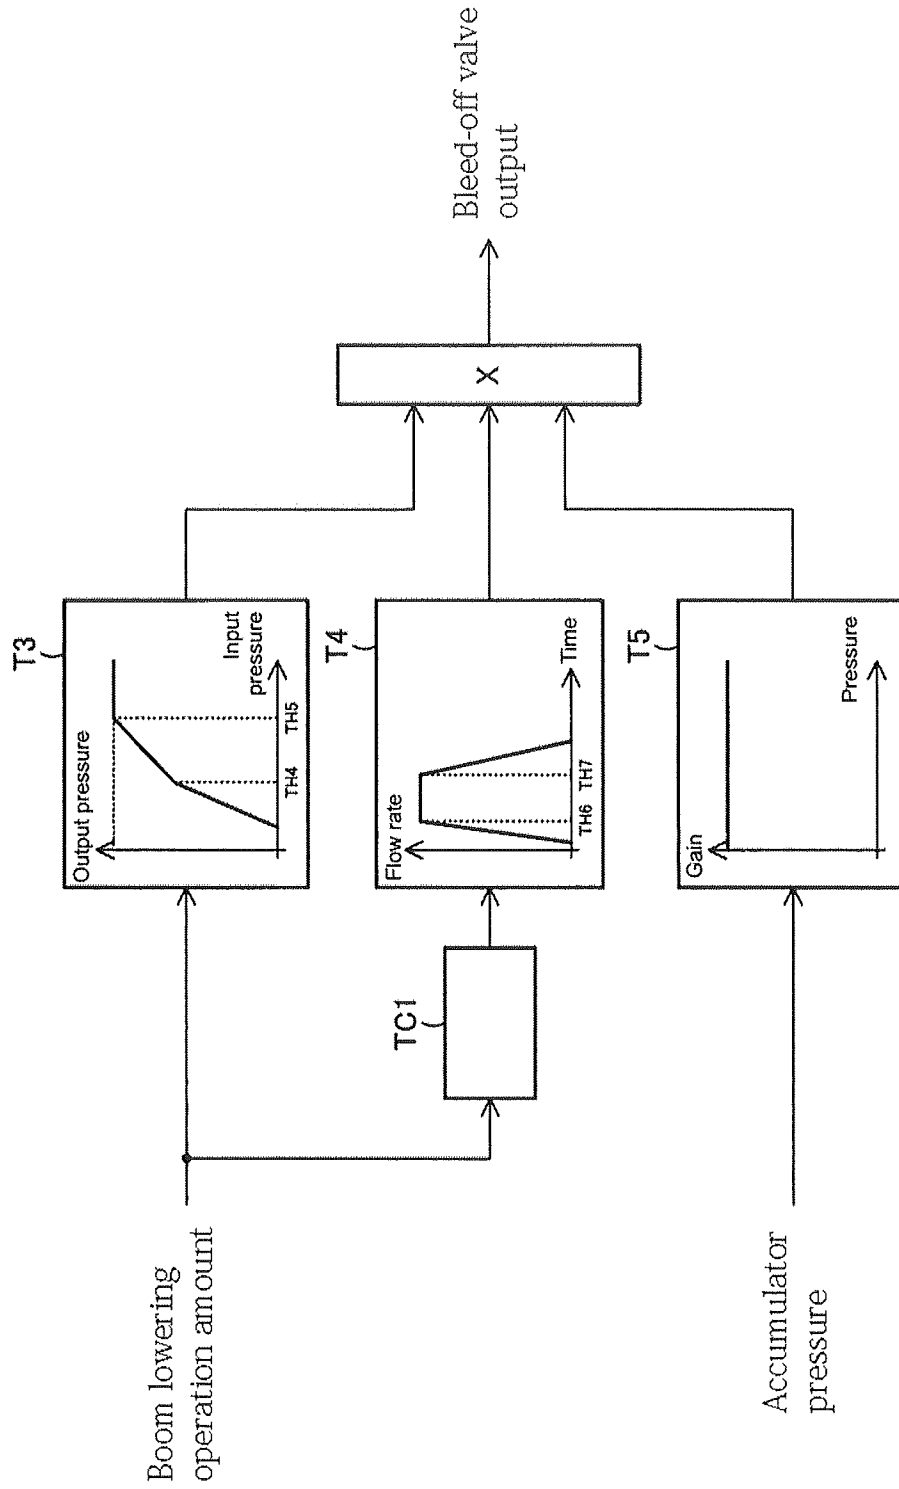 Boom lowering
operation amount
Accumulator
pressure
TC1
T3
Output pressure
Input
pressure
TH4
TH5
T4
Flow rate
Time
TH6
TH7
T5
Gain
Pressure
X
Bleed-off valve
output